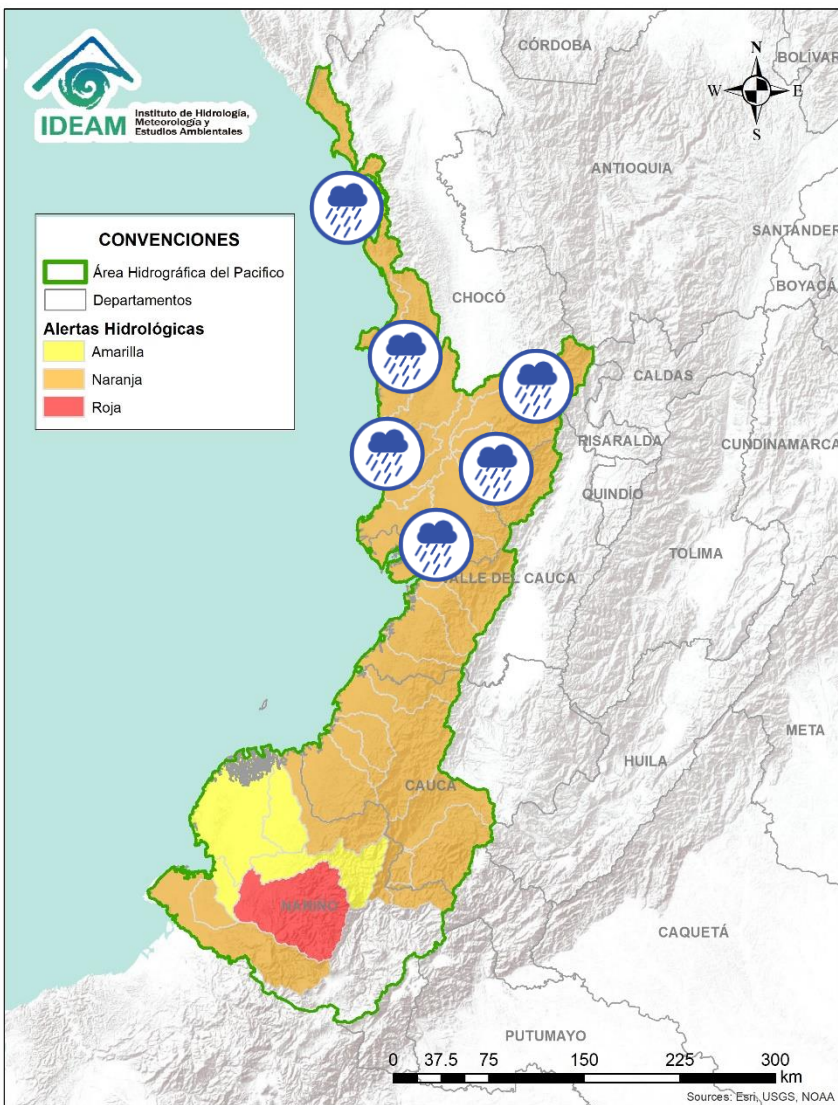 IDEAM
Instituto de Hidrología,
Meteorología y
Estudios Ambientales
CÓRDOBA
BOLÍVAR
N
W
E
S
ANTIOQUIA
SANTANDER
BOYACÁ
CONVENCIONES
Área Hidrográfica del Pacifico
Departamentos
Alertas Hidrológicas
Amarilla
Naranja
Roja
CHOCÓ
CALDAS
RISARALDA
CUNDINAMARCA
QUINDÍO
TOLIMA
VALLE DEL CAUCA
META
HUILA
CAUCA
NARIÑO
CAQUETÁ
PUTUMAYO
0 37.5 75 150 225 300
km
Sources: Esri, USGS, NOAA